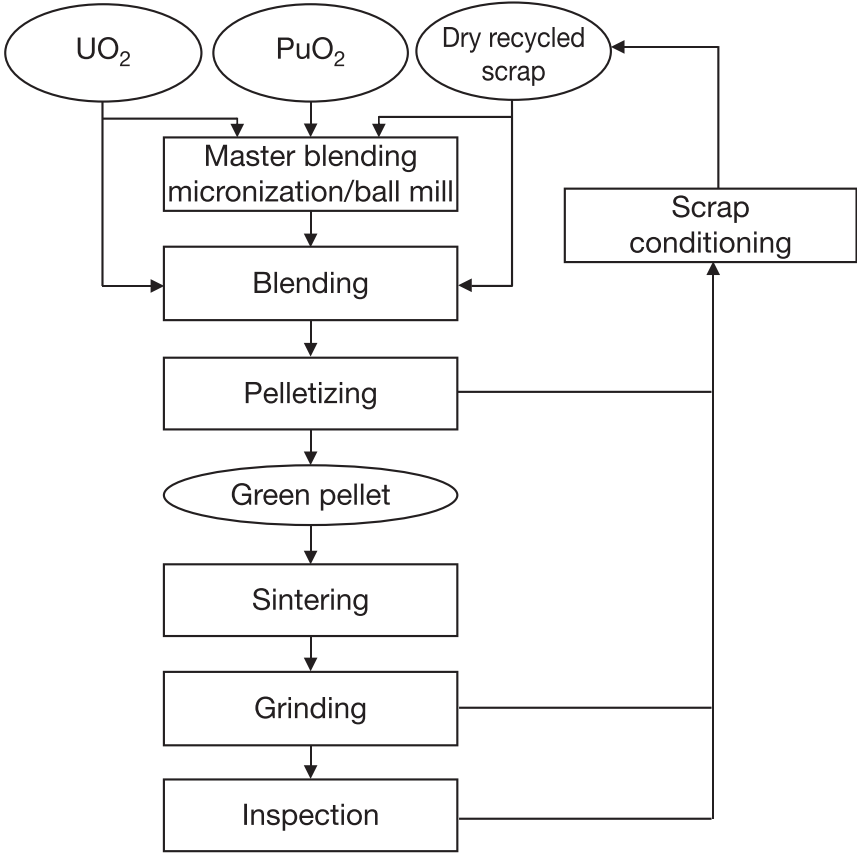 UO₂
PuO₂
Dry recycled
scrap
Master blending
micronization/ball mill
Scrap
conditioning
Blending
Pelletizing
Green pellet
Sintering
Grinding
Inspection